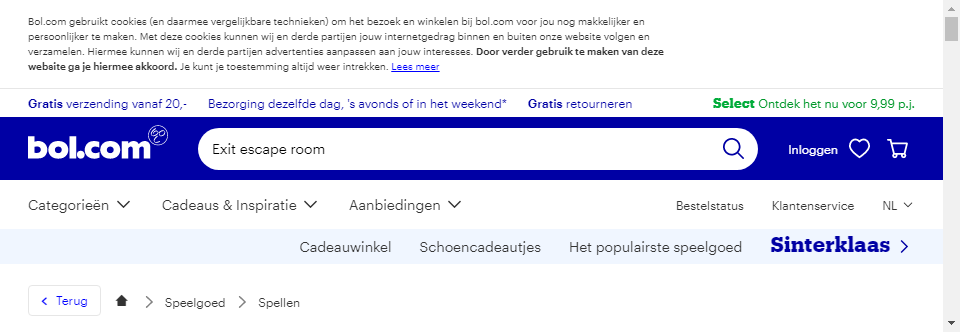 Bol.com gebruikt cookies (en daarmee vergelijkbare technieken) om het bezoek en winkelen bij bol.com voor jou nog makkelijker en
persoonlijker te maken. Met deze cookies kunnen wij en derde partijen jouw internetgedrag binnen en buiten onze website volgen en
verzamelen. Hiermee kunnen wij en derde partijen advertenties aanpassen aan jouw interesses. Door verder gebruik te maken van deze
website ga je hiermee akkoord. Je kunt je toestemming altijd weer intrekken. Lees meer
Gratis verzending vanaf 20,- Bezorging dezelfde dag, 's avonds of in het weekend* Gratis retourneren Select Ontdek het nu voor 9,99 p.j.
bol.com go Exit escape room Inloggen
Categorieën Cadeaus & Inspiratie Aanbiedingen Bestelstatus Klantenservice NL
Cadeauwinkel Schoencadeautjes Het populairste speelgoed Sinterklaas
Terug Speelgoed Spellen